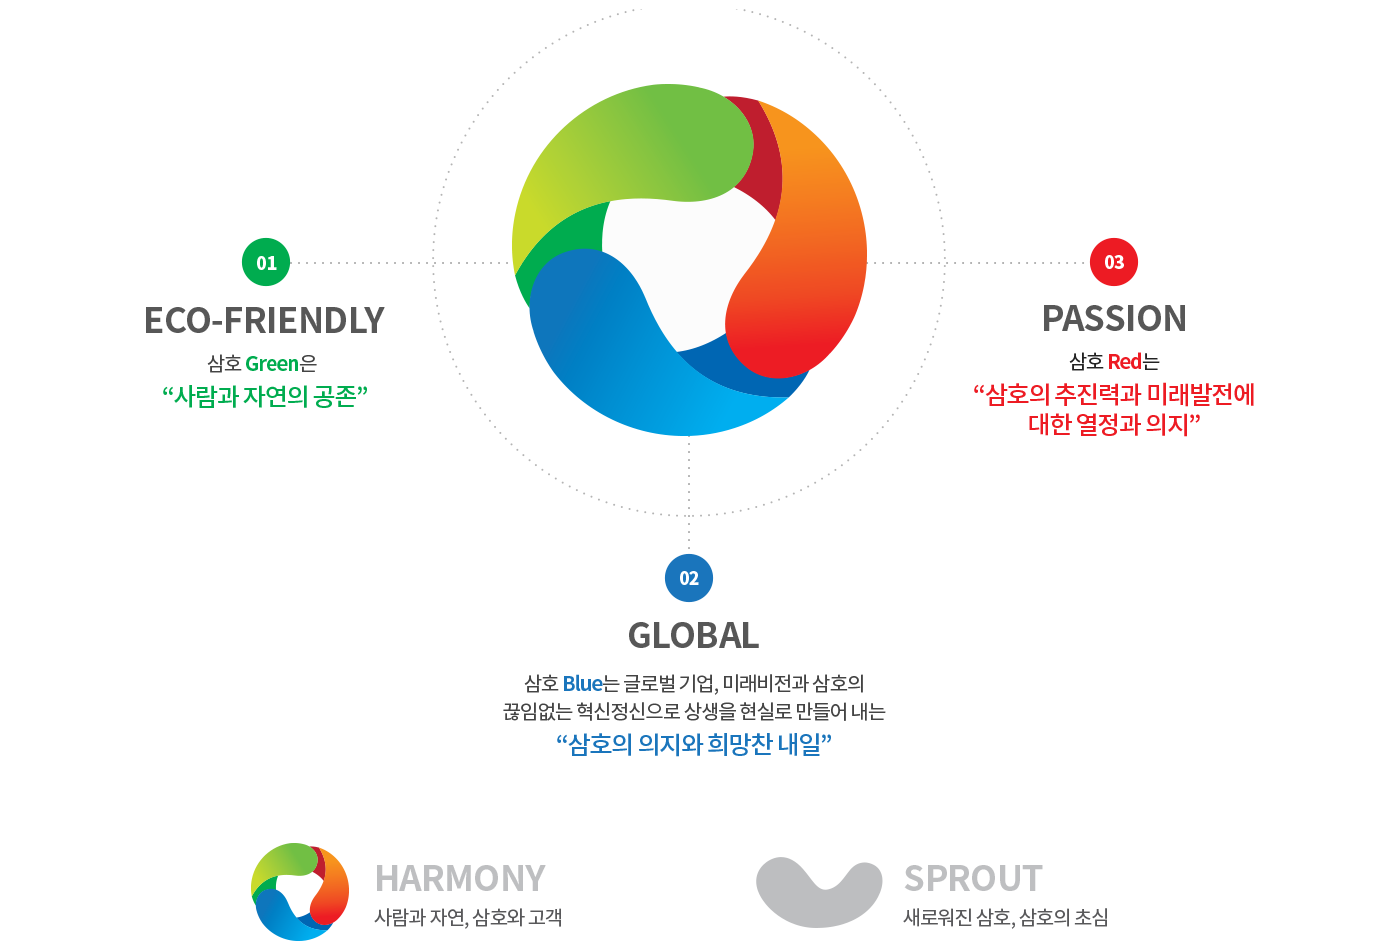 01
ECO-FRIENDLY
삼호 Green은
“사람과 자연의 공존”
03
PASSION
삼호 Red는
“삼호의 추진력과 미래발전에
대한 열정과 의지”
02
GLOBAL
삼호 Blue는 글로벌 기업, 미래비전과 삼호의
끊임없는 혁신정신으로 상생을 현실로 만들어 내는
“삼호의 의지와 희망찬 내일”
HARMONY
사람과 자연, 삼호와 고객
SPROUT
새로워진 삼호, 삼호의 초심